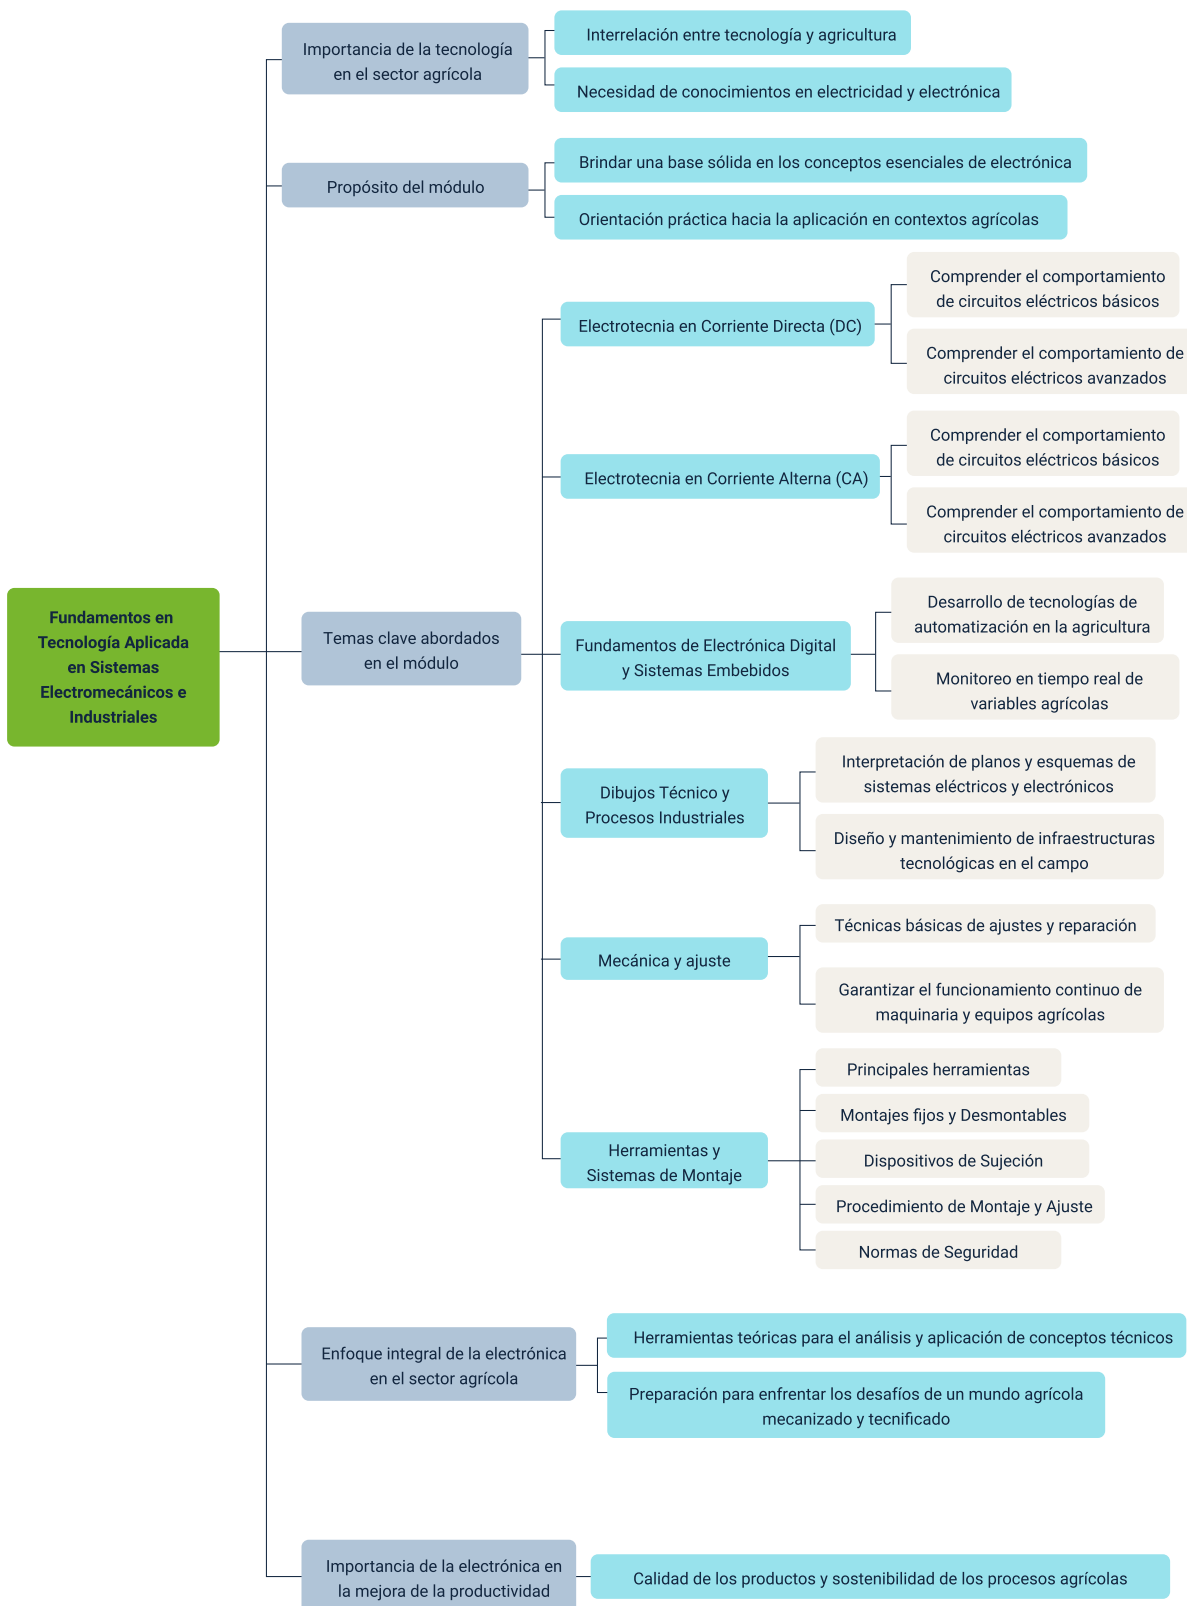 Fundamentos en
Tecnología Aplicada
en Sistemas
Electromecánicos e
Industriales
Importancia de la tecnología
en el sector agrícola
Interrelación entre tecnología y agricultura
Necesidad de conocimientos en electricidad y electrónica
Propósito del módulo
Brindar una base sólida en los conceptos esenciales de electrónica
Orientación práctica hacia la aplicación en contextos agrícolas
Temas clave abordados
en el módulo
Electrotecnia en Corriente Directa (DC)
Comprender el comportamiento
de circuitos eléctricos básicos
Comprender el comportamiento de
circuitos eléctricos avanzados
Electrotecnia en Corriente Alterna (CA)
Comprender el comportamiento
de circuitos eléctricos básicos
Comprender el comportamiento de
circuitos eléctricos avanzados
Fundamentos de Electrónica Digital
y Sistemas Embebidos
Desarrollo de tecnologías de
automatización en la agricultura
Monitoreo en tiempo real de
variables agrícolas
Dibujos Técnico y
Procesos Industriales
Interpretación de planos y esquemas de
sistemas eléctricos y electrónicos
Diseño y mantenimiento de infraestructuras
tecnológicas en el campo
Mecánica y ajuste
Técnicas básicas de ajustes y reparación
Garantizar el funcionamiento continuo de
maquinaria y equipos agrícolas
Herramientas y
Sistemas de Montaje
Principales herramientas
Montajes fijos y Desmontables
Dispositivos de Sujeción
Procedimiento de Montaje y Ajuste
Normas de Seguridad
Enfoque integral de la electrónica
en el sector agrícola
Herramientas teóricas para el análisis y aplicación de conceptos técnicos
Preparación para enfrentar los desafíos de un mundo agrícola
mecanizado y tecnificado
Importancia de la electrónica en
la mejora de la productividad
Calidad de los productos y sostenibilidad de los procesos agrícolas